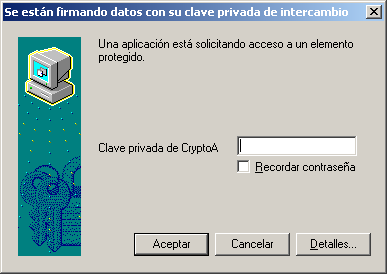 Se están firmando datos con su clave privada de intercambio
Una aplicación está solicitando acceso a un elemento
protegido.
Clave privada de CryptoA
Recordar contraseña
Aceptar Cancelar Detalles...